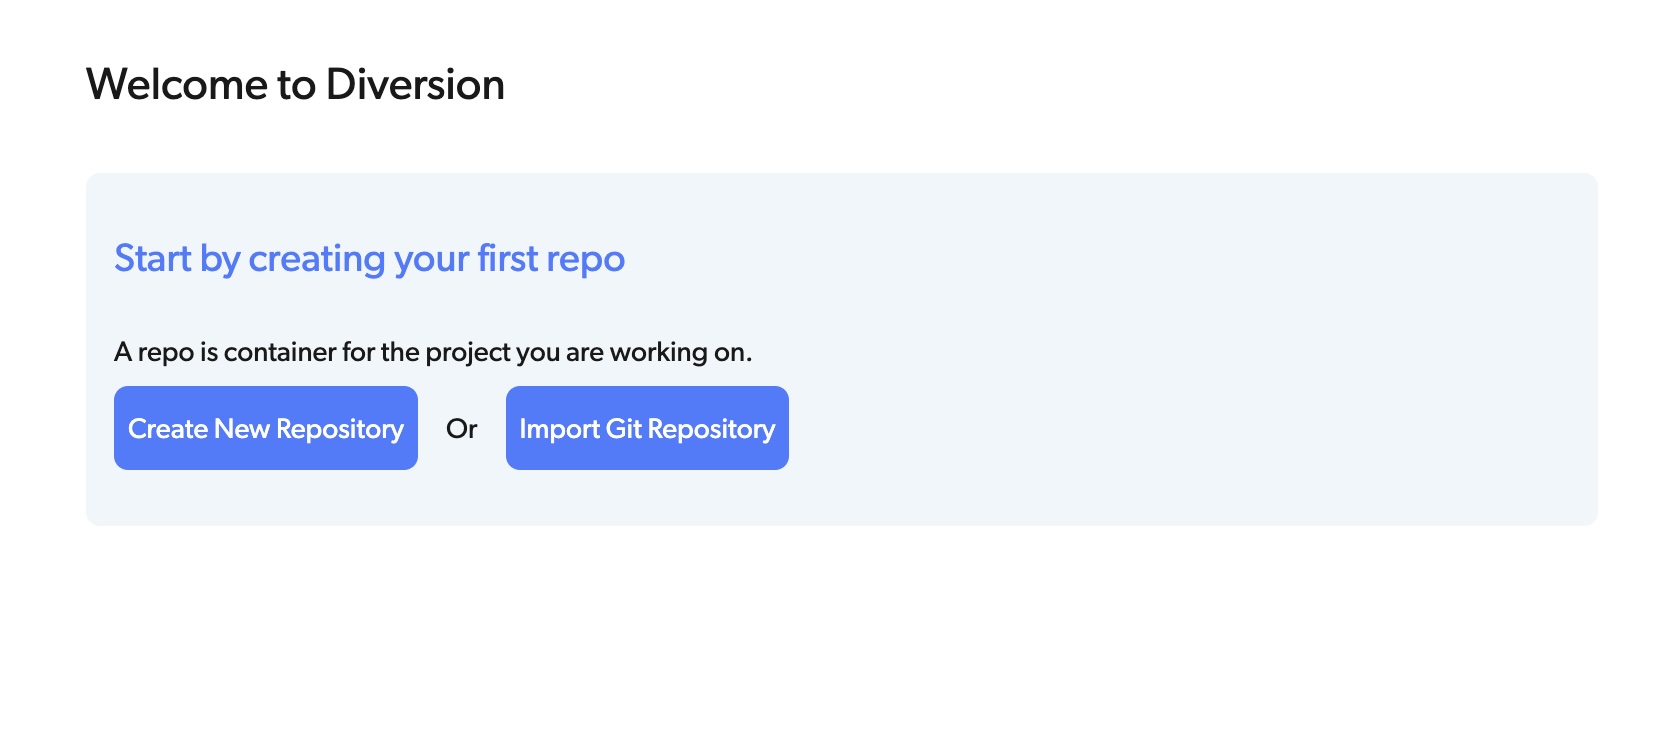 Welcome to Diversion
Start by creating your first repo
A repo is container for the project you are working on.
Create New Repository Or Import Git Repository